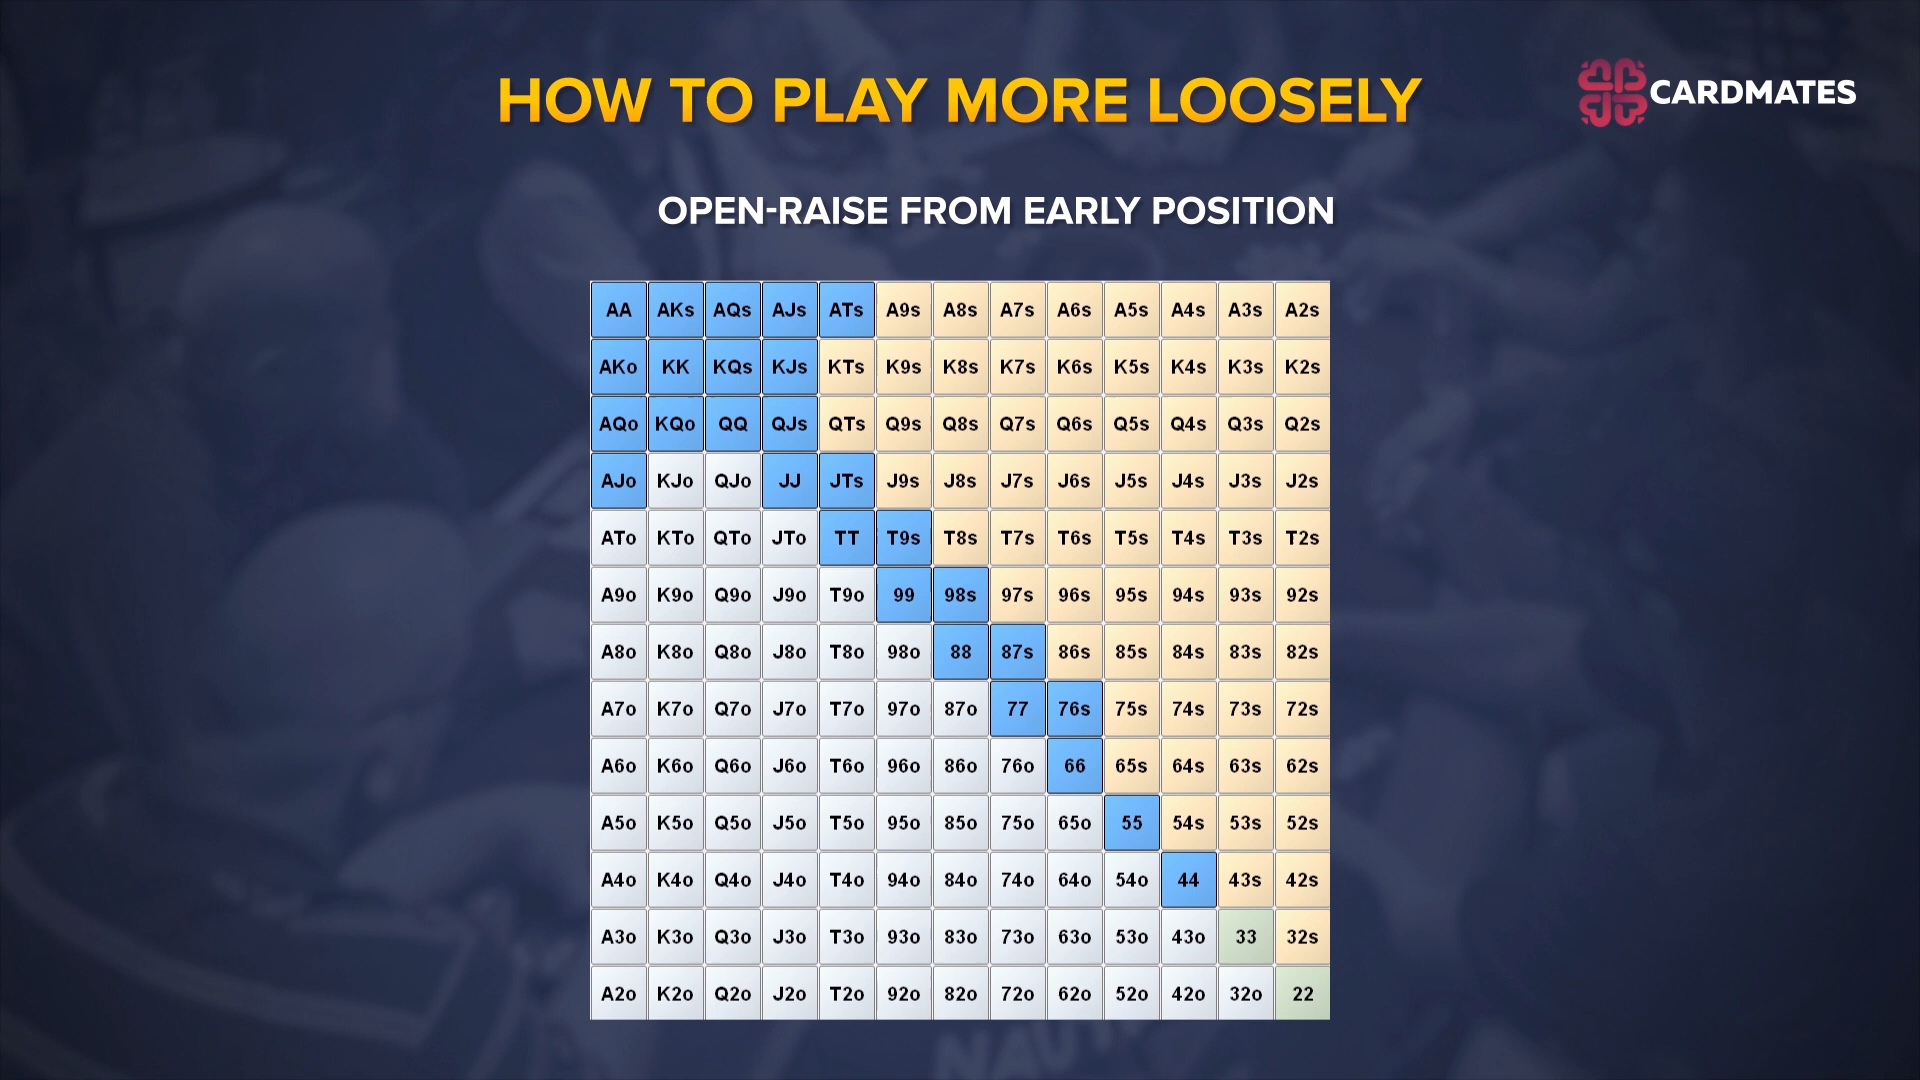 HOW TO PLAY MORE LOOSELY
CARDMATES
OPEN-RAISE FROM EARLY POSITION
AA AKs AQs AJs ATs A9s A8s A7s A6s A5s A4s A3s A2s
AKo KK KQs KJs KTs K9s K8s K7s K6s K5s K4s K3s K2s
AQo KQo QQ QJs QTs Q9s Q8s Q7s Q6s Q5s Q4s Q3s Q2s
AJo KJo QJo JJ JTs J9s J8s J7s J6s J5s J4s J3s J2s
ATo KTo QTo JTo TT T9s T8s T7s T6s T5s T4s T3s T2s
A9o K9o Q9o J9o T9o 99 98s 97s 96s 95s 94s 93s 92s
A8o K8o Q8o J8o T8o 98o 88 87s 86s 85s 84s 83s 82s
A7o K7o Q7o J7o T7o 97o 87o 77 76s 75s 74s 73s 72s
A6o K6o Q6o J6o T6o 96o 86o 76o 66 65s 64s 63s 62s
A5o K5o Q5o J5o T5o 95o 85o 75o 65o 55 54s 53s 52s
A4o K4o Q4o J4o T4o 94o 84o 74o 64o 54o 44 43s 42s
A3o K3o Q3o J3o T3o 93o 83o 73o 63o 53o 43o 33 32s
A2o K2o Q2o J2o T2o 92o 82o 72o 62o 52o 42o 32o 22